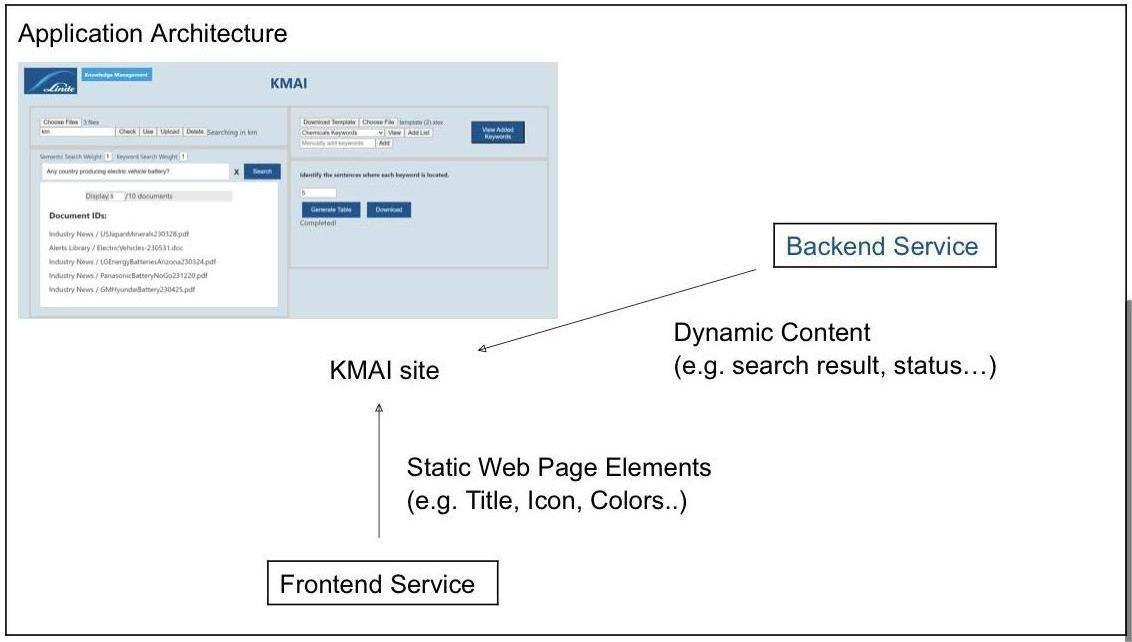 Application Architecture
Linde
Knowledge Management
KMAI
Choose Files 3 files
km Check Use Upload Delete Searching in km
Semantic Search Weight: 1 Keyword Search Weight 1
Any country producing electric vehicle battery? X Search
Display 5 /10 documents
Document IDs:
Industry News / USJapanMinerals230328.pdf
Alerts Library / ElectricVehicles-230531.doc
Industry News / LGEnergyBatteriesArizona230324.pdf
Industry News / PanasonicBatteryNoGo231220.pdf
Industry News / GMHyundaiBattery230425.pdf
Download Template Choose File template (2).xlsx
Chemicals Keywords View Add List
Manually add keywords Add
View Added
Keywords
Identify the sentences where each keyword is located.
5
Generate Table Download
Completed!
Backend Service
Dynamic Content
(e.g. search result, status…)
KMAI site
Static Web Page Elements
(e.g. Title, Icon, Colors..)
Frontend Service